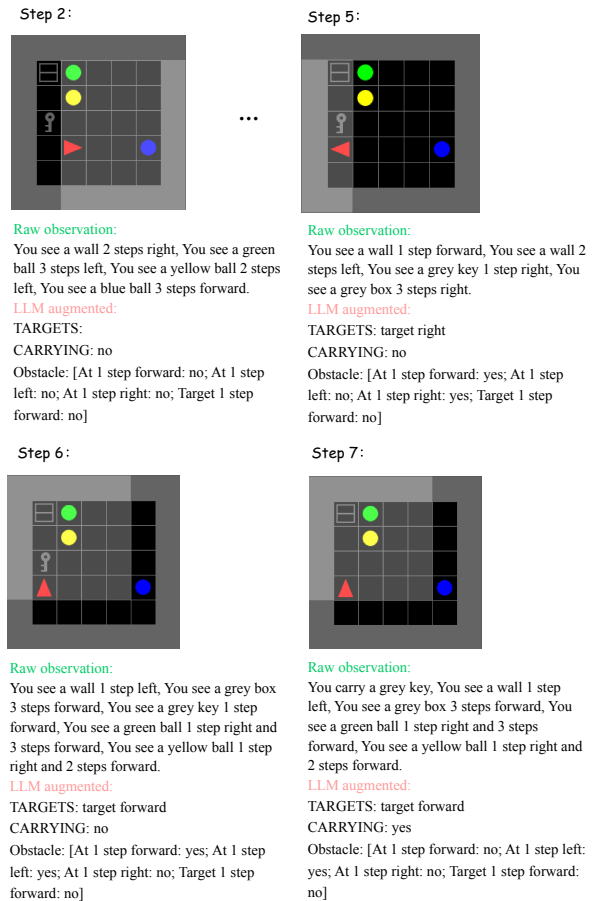 Step 2:
Raw observation:
You see a wall 2 steps right, You see a green
ball 3 steps left, You see a yellow ball 2 steps
left, You see a blue ball 3 steps forward.
LLM augmented:
TARGETS:
CARRYING: no
Obstacle: [At 1 step forward: no; At 1 step
left: no; At 1 step right: no; Target 1 step
forward: no]
...
Step 5:
Raw observation:
You see a wall 1 step forward, You see a wall 2
steps left, You see a grey key 1 step right, You
see a grey box 3 steps right.
LLM augmented:
TARGETS: target right
CARRYING: no
Obstacle: [At 1 step forward: yes; At 1 step
left: no; At 1 step right: yes; Target 1 step
forward: no]
Step 6:
Raw observation:
You see a wall 1 step left, You see a grey box
3 steps forward, You see a grey key 1 step
forward, You see a green ball 1 step right and
3 steps forward, You see a yellow ball 1 step
right and 2 steps forward.
LLM augmented:
TARGETS: target forward
CARRYING: no
Obstacle: [At 1 step forward: yes; At 1 step
left: yes; At 1 step right: no; Target 1 step
forward: no]
Step 7:
Raw observation:
You carry a grey key, You see a wall 1 step
left, You see a grey box 3 steps forward, You
see a green ball 1 step right and 3 steps
forward, You see a yellow ball 1 step right and
2 steps forward.
LLM augmented:
TARGETS: target forward
CARRYING: yes
Obstacle: [At 1 step forward: no; At 1 step left:
yes; At 1 step right: no; Target 1 step forward:
no]